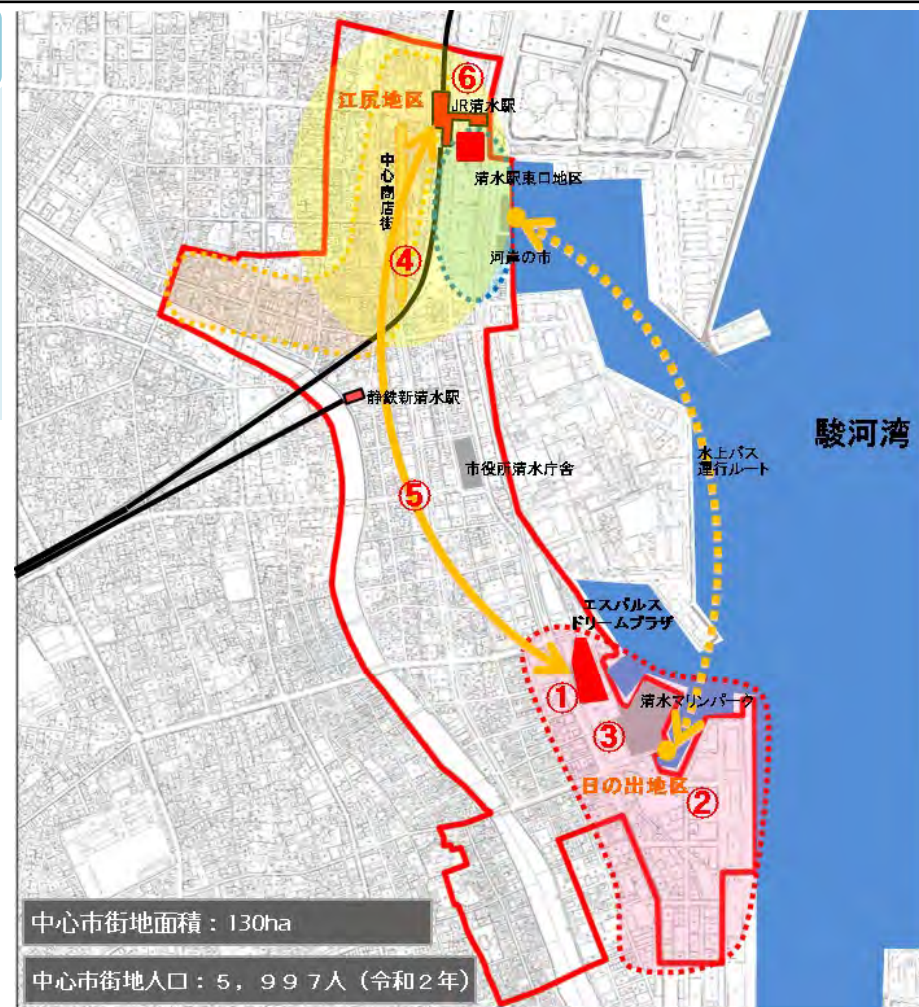 ⑥
江尻地区
JR清水駅
中心商店街
清水駅東口地区
④
河岸の市
静鉄新清水駅
駿河湾
水上バス
運行ルート
市役所清水庁舎
⑤
エスパルス
ドリームプラザ
①
清水マリンパーク
③
日の出地区
②
中心市街地面積：130ha
中心市街地人口：5，997人（令和2年）